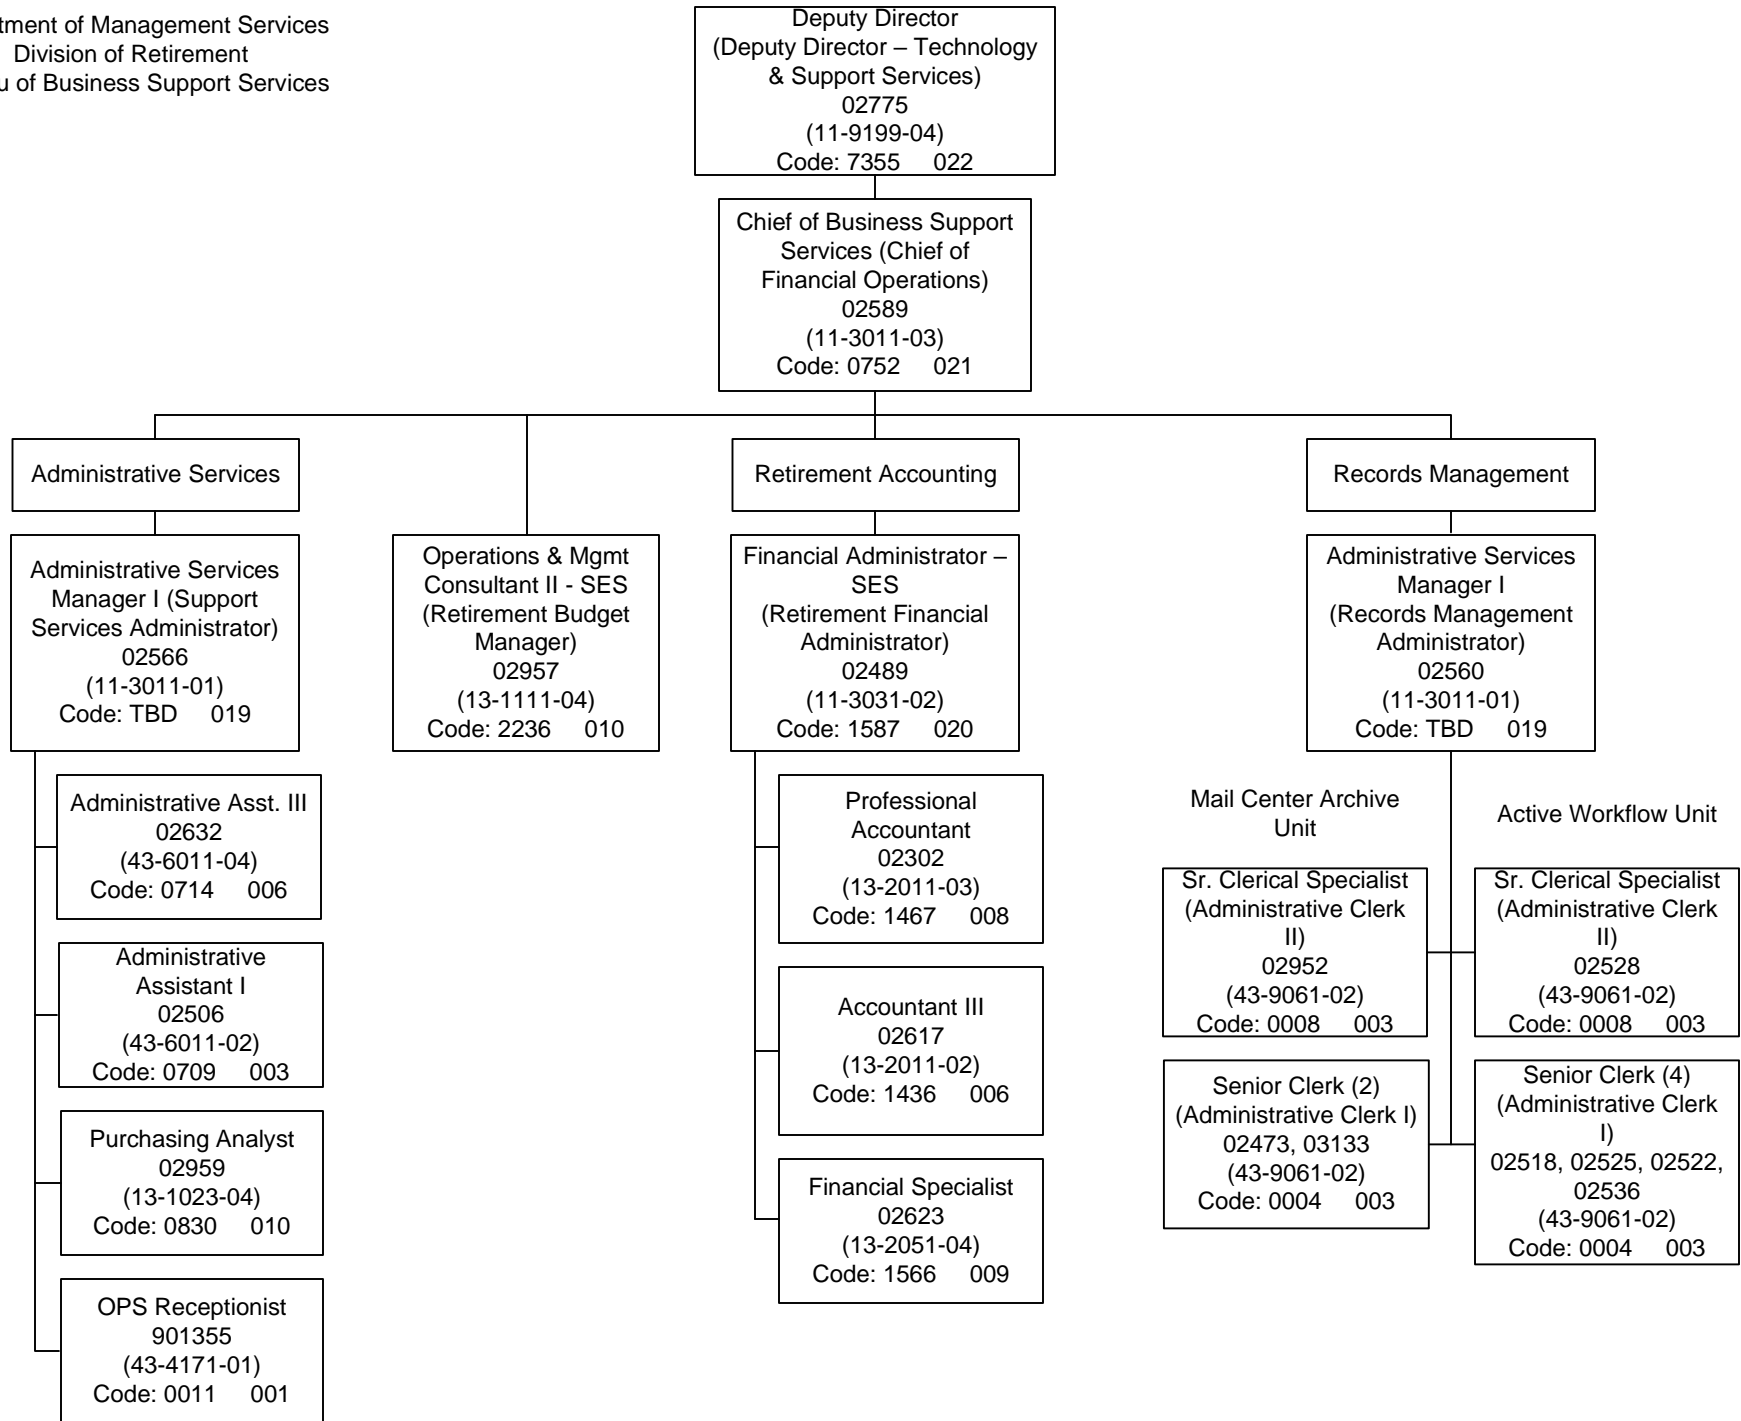 tment of Management Services
Division of Retirement
u of Business Support Services
Deputy Director
(Deputy Director – Technology
& Support Services)
02775
(11-9199-04)
Code: 7355 022
Chief of Business Support
Services (Chief of
Financial Operations)
02589
(11-3011-03)
Code: 0752 021
Administrative Services
Retirement Accounting
Records Management
Administrative Services
Manager I (Support
Services Administrator)
02566
(11-3011-01)
Code: TBD 019
Operations & Mgmt
Consultant II - SES
(Retirement Budget
Manager)
02957
(13-1111-04)
Code: 2236 010
Financial Administrator –
SES
(Retirement Financial
Administrator)
02489
(11-3031-02)
Code: 1587 020
Administrative Services
Manager I
(Records Management
Administrator)
02560
(11-3011-01)
Code: TBD 019
Administrative Asst. III
02632
(43-6011-04)
Code: 0714 006
Administrative
Assistant I
02506
(43-6011-02)
Code: 0709 003
Purchasing Analyst
02959
(13-1023-04)
Code: 0830 010
OPS Receptionist
901355
(43-4171-01)
Code: 0011 001
Professional
Accountant
02302
(13-2011-03)
Code: 1467 008
Accountant III
02617
(13-2011-02)
Code: 1436 006
Financial Specialist
02623
(13-2051-04)
Code: 1566 009
Mail Center Archive
Unit
Sr. Clerical Specialist
(Administrative Clerk
II)
02952
(43-9061-02)
Code: 0008 003
Senior Clerk (2)
(Administrative Clerk I)
02473, 03133
(43-9061-02)
Code: 0004 003
Active Workflow Unit
Sr. Clerical Specialist
(Administrative Clerk
II)
02528
(43-9061-02)
Code: 0008 003
Senior Clerk (4)
(Administrative Clerk
I)
02518, 02525, 02522,
02536
(43-9061-02)
Code: 0004 003